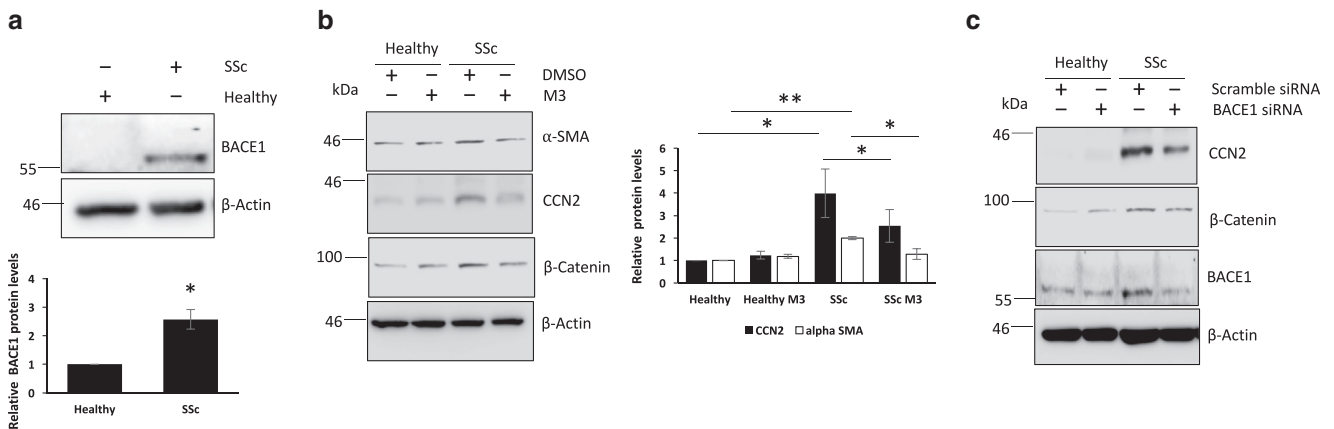 a
− + SSc
+ − Healthy
BACE1
55
46
β-Actin
Relative BACE1 protein levels
4
3
2
1
0
*
Healthy SSc
b
Healthy SSc
+ − + − DMSO
− + − + M3
kDa
46
α-SMA
46
CCN2
100
β-Catenin
46
β-Actin
Relative protein levels
6
5
4
3
2
1
0
**
* *
*
Healthy Healthy M3 SSc SSc M3
CCN2 alpha SMA
c
Healthy SSc
+ − + − Scramble siRNA
− + − + BACE1 siRNA
kDa
46
CCN2
100
β-Catenin
BACE1
55
46
β-Actin